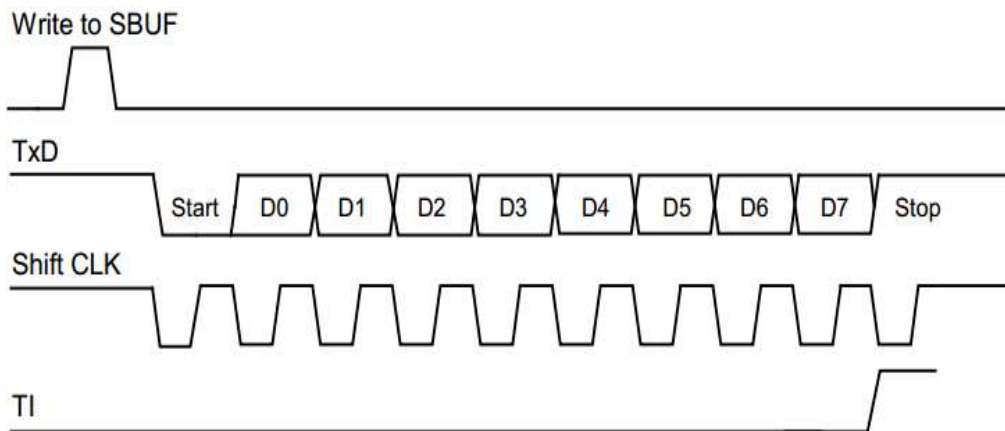 Write to SBUF
TxD
Start D0 D1 D2 D3 D4 D5 D6 D7 Stop
Shift CLK
TI